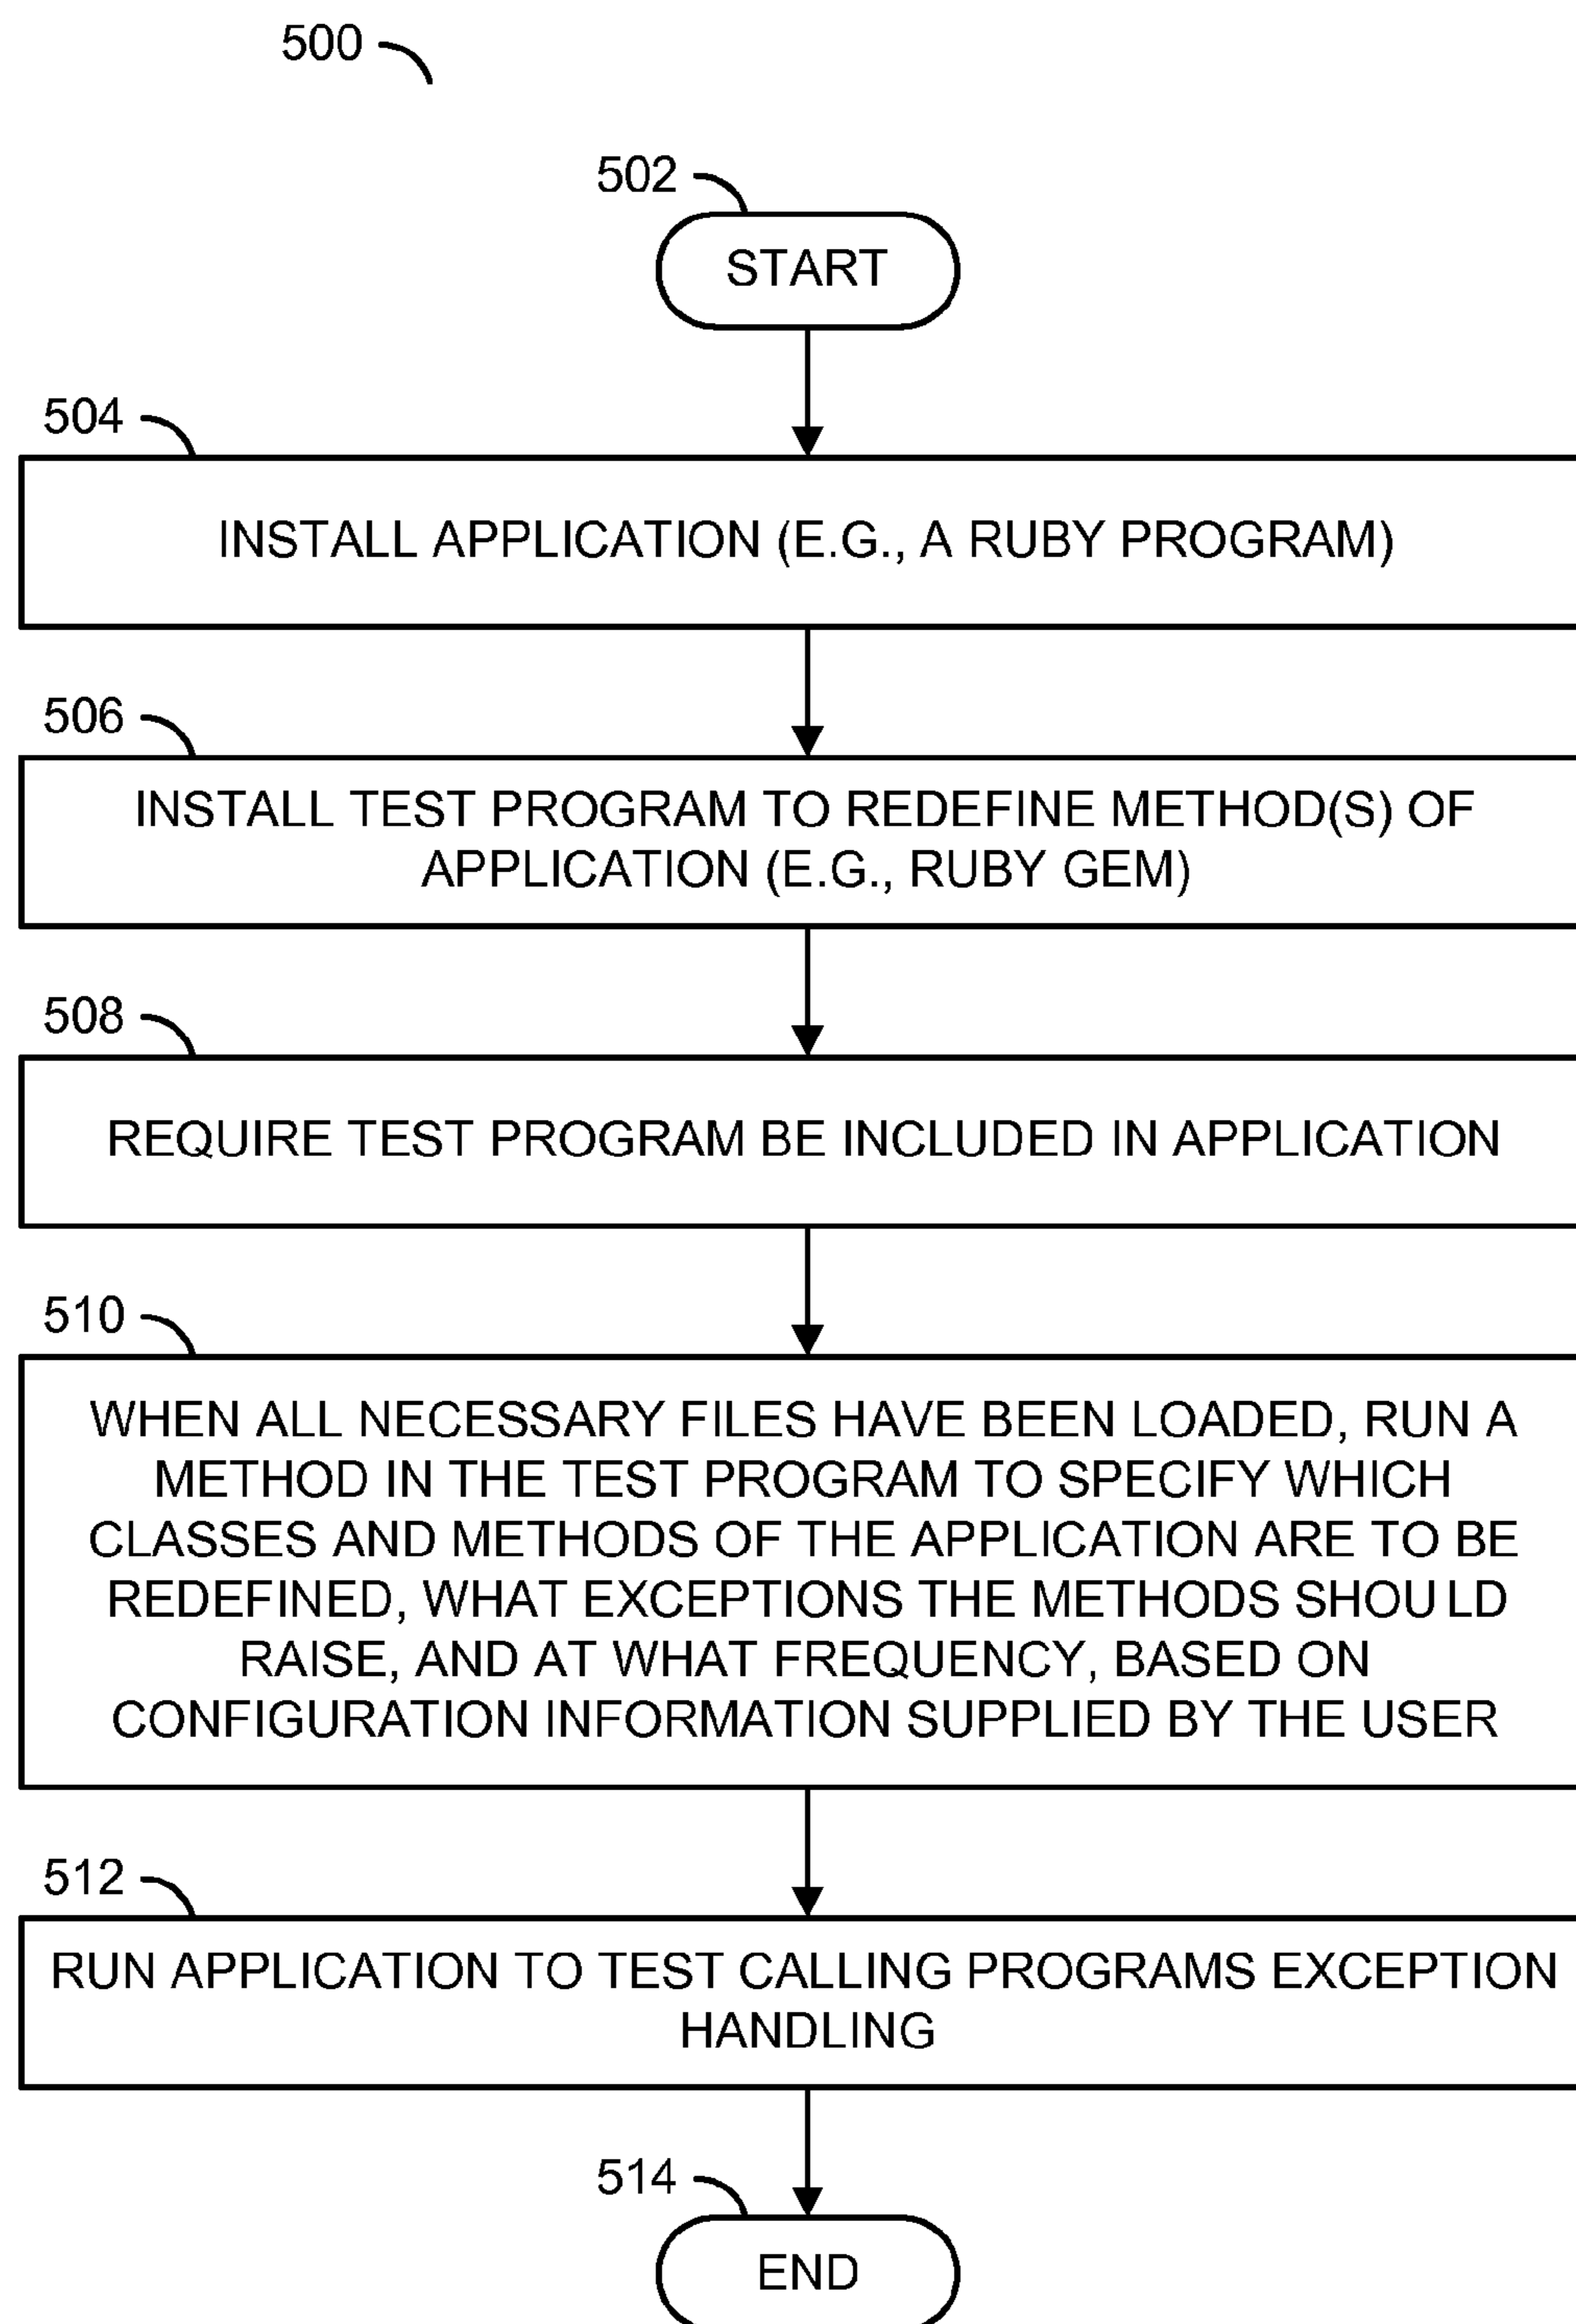 500
502
START
504
INSTALL APPLICATION (E.G., A RUBY PROGRAM)
506
INSTALL TEST PROGRAM TO REDEFINE METHOD(S) OF
APPLICATION (E.G., RUBY GEM)
508
REQUIRE TEST PROGRAM BE INCLUDED IN APPLICATION
510
WHEN ALL NECESSARY FILES HAVE BEEN LOADED, RUN A
METHOD IN THE TEST PROGRAM TO SPECIFY WHICH
CLASSES AND METHODS OF THE APPLICATION ARE TO BE
REDEFINED, WHAT EXCEPTIONS THE METHODS SHOULD
RAISE, AND AT WHAT FREQUENCY, BASED ON
CONFIGURATION INFORMATION SUPPLIED BY THE USER
512
RUN APPLICATION TO TEST CALLING PROGRAMS EXCEPTION
HANDLING
514
END